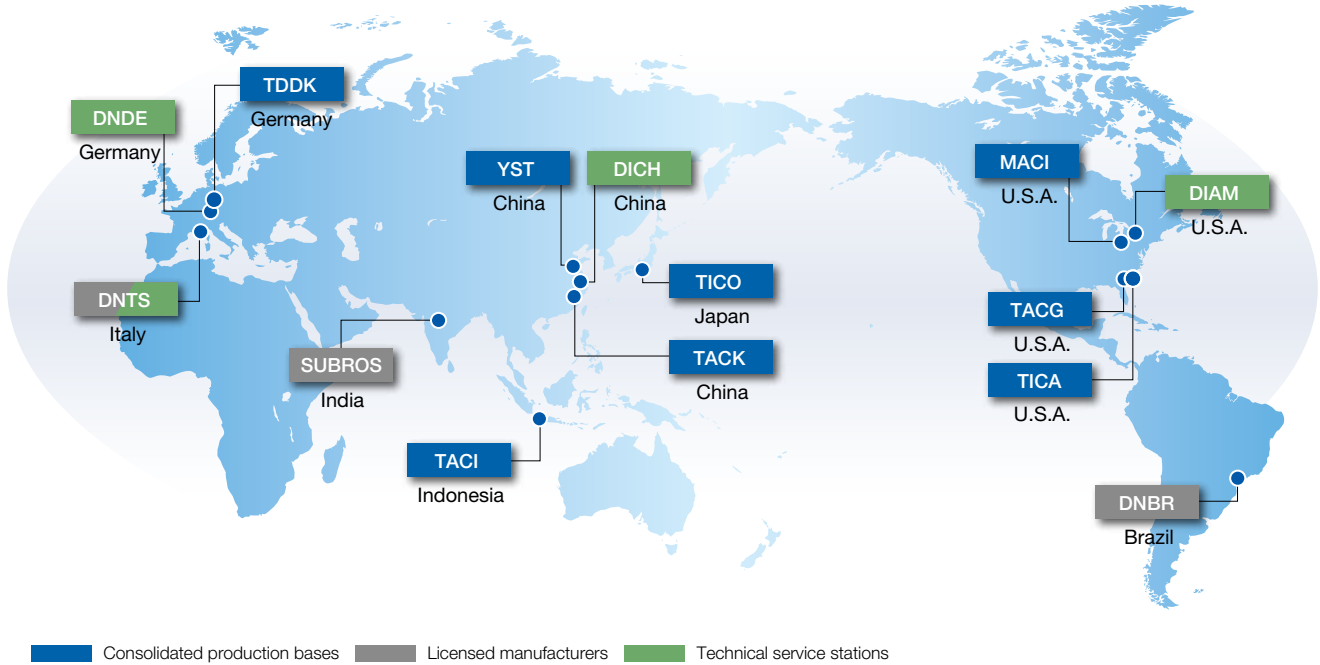 TDDK
Germany
DNDE
Germany
YST
China
DICH
China
MACI
U.S.A.
DIAM
U.S.A.
DNTS
Italy
TICO
Japan
TACG
U.S.A.
SUBROS
India
TACK
China
TICA
U.S.A.
TACI
Indonesia
DNBR
Brazil
Consolidated production bases
Licensed manufacturers
Technical service stations